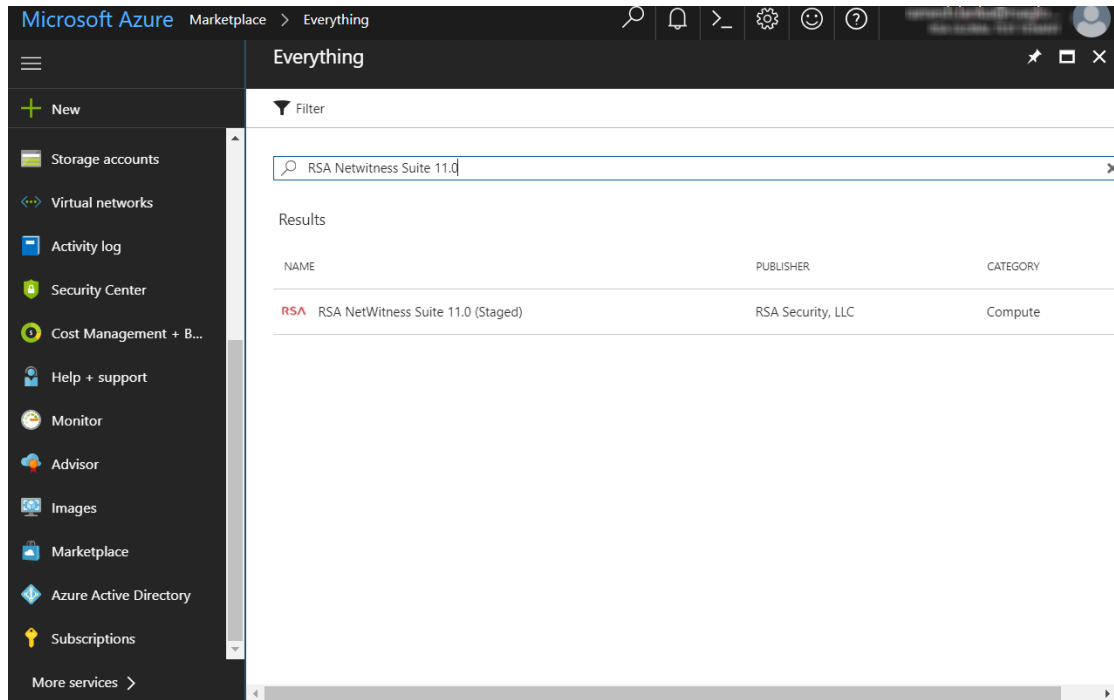 Microsoft Azure Marketplace > Everything
Everything
New
Filter
Storage accounts
RSA Netwitness Suite 11.0
Virtual networks
Results
Activity log
NAME PUBLISHER CATEGORY
Security Center
RSA RSA NetWitness Suite 11.0 (Staged) RSA Security, LLC Compute
Cost Management + B...
Help + support
Monitor
Advisor
Images
Marketplace
Azure Active Directory
Subscriptions
More services >